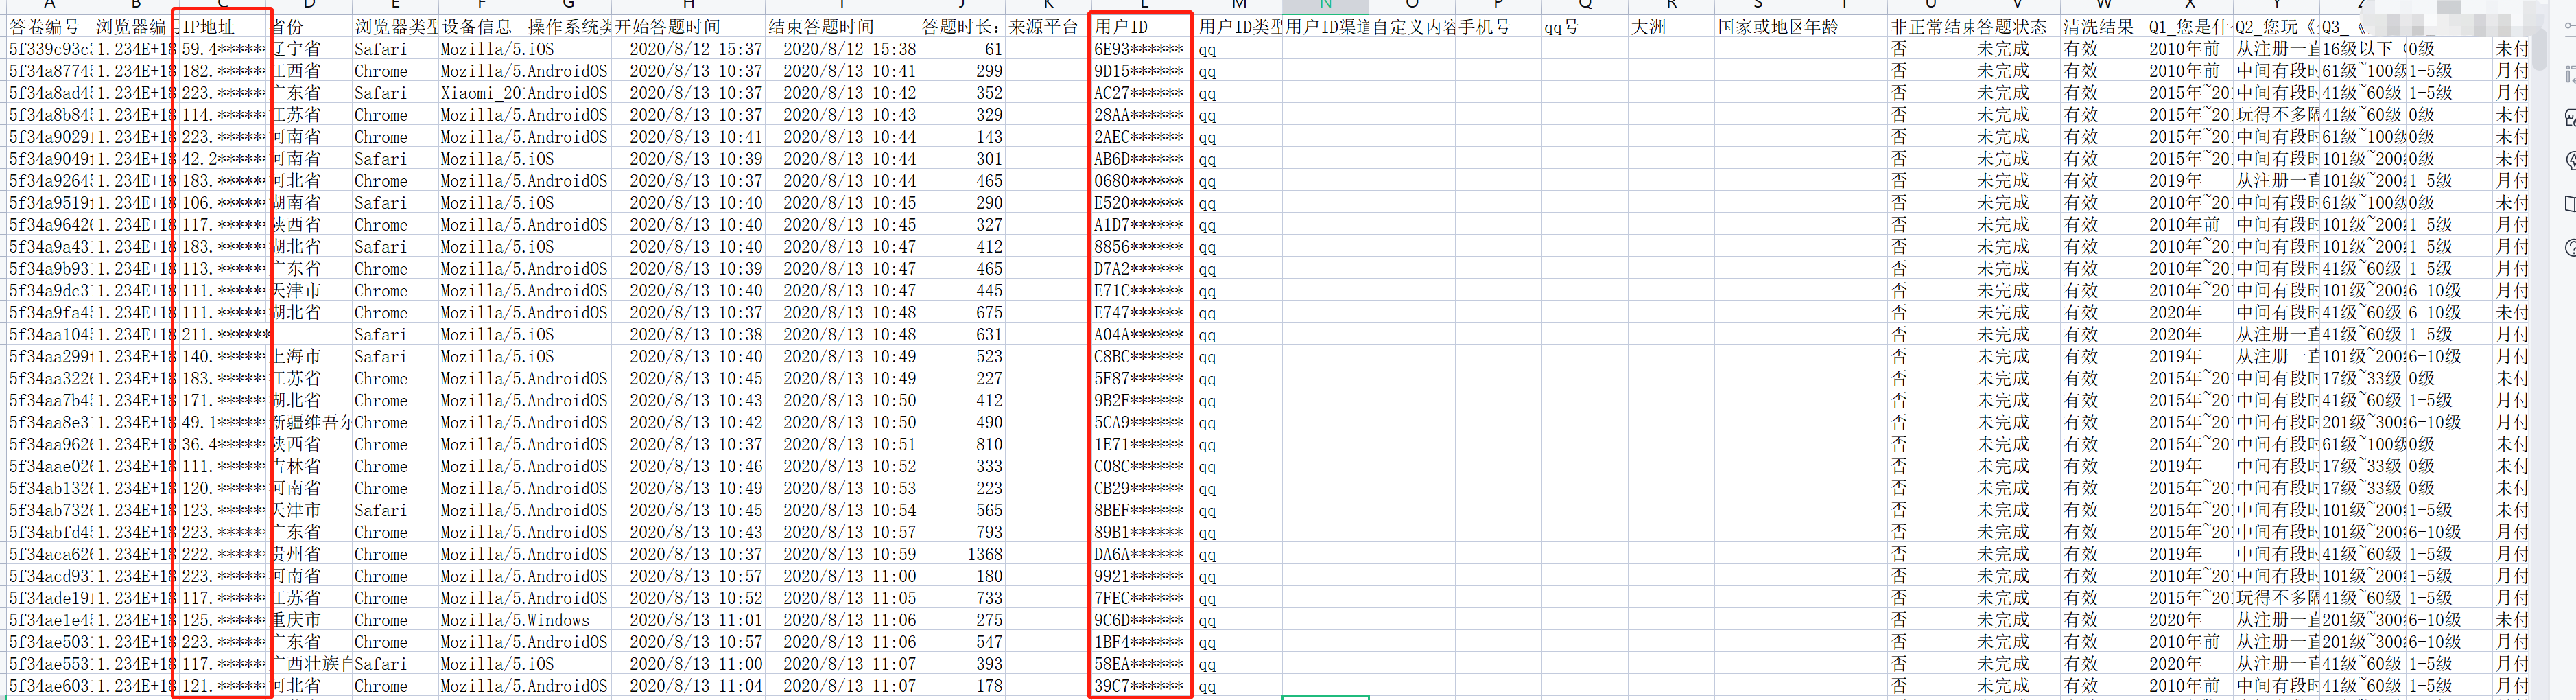 答卷编号 浏览器编号 IP地址 省份 浏览器类型 设备信息 操作系统类 开始答题时间 结束答题时间 答题时长: 来源平台 用户ID 用户ID类型 用户ID渠道 自定义内容 手机号 qq号 大洲 国家或地区 年龄 非正常结束 答题状态 清洗结果 Q1_您是什 Q2_您玩《 Q3_《
5f339c93c 1.234E+18 59.4****** 辽宁省 Safari Mozilla/5. iOS 2020/8/12 15:37 2020/8/12 15:38 61 6E93****** qq 否 未完成 有效 2010年前 从注册一直 16级以下 0级 未付
5f34a8774 1.234E+18 182.****** 江西省 Chrome Mozilla/5. AndroidOS 2020/8/13 10:37 2020/8/13 10:41 299 9D15****** qq 否 未完成 有效 2010年前 中间有段时 61级~100级 1-5级 月付
5f34a8ad4 1.234E+18 223.****** 广东省 Safari Xiaomi_20 AndroidOS 2020/8/13 10:37 2020/8/13 10:42 352 AC27****** qq 否 未完成 有效 2015年~20 中间有段时 41级~60级 1-5级 月付
5f34a8b84 1.234E+18 114.****** 江苏省 Chrome Mozilla/5. AndroidOS 2020/8/13 10:37 2020/8/13 10:43 329 28AA****** qq 否 未完成 有效 2015年~20 玩得不多隔 41级~60级 0级 未付
5f34a9029 1.234E+18 223.****** 河南省 Chrome Mozilla/5. AndroidOS 2020/8/13 10:41 2020/8/13 10:44 143 2AEC****** qq 否 未完成 有效 2015年~20 中间有段时 61级~100级 0级 未付
5f34a9049 1.234E+18 42.2****** 河南省 Safari Mozilla/5. iOS 2020/8/13 10:39 2020/8/13 10:44 301 AB6D****** qq 否 未完成 有效 2015年~20 中间有段时 101级~200 0级 未付
5f34a9264 1.234E+18 183.****** 河北省 Chrome Mozilla/5. AndroidOS 2020/8/13 10:37 2020/8/13 10:44 465 0680****** qq 否 未完成 有效 2019年 从注册一直 101级~200 1-5级 月付
5f34a9519 1.234E+18 106.****** 湖南省 Safari Mozilla/5. iOS 2020/8/13 10:40 2020/8/13 10:45 290 E520****** qq 否 未完成 有效 2010年~20 中间有段时 61级~100级 0级 未付
5f34a9642 1.234E+18 117.****** 陕西省 Chrome Mozilla/5. AndroidOS 2020/8/13 10:40 2020/8/13 10:45 327 A1D7****** qq 否 未完成 有效 2010年前 中间有段时 101级~200 1-5级 月付
5f34a9a43 1.234E+18 183.****** 湖北省 Safari Mozilla/5. iOS 2020/8/13 10:40 2020/8/13 10:47 412 8856****** qq 否 未完成 有效 2010年~20 中间有段时 101级~200 1-5级 月付
5f34a9b93 1.234E+18 113.****** 广东省 Chrome Mozilla/5. AndroidOS 2020/8/13 10:39 2020/8/13 10:47 465 D7A2****** qq 否 未完成 有效 2010年~20 中间有段时 41级~60级 1-5级 月付
5f34a9dc3 1.234E+18 111.****** 天津市 Chrome Mozilla/5. AndroidOS 2020/8/13 10:40 2020/8/13 10:47 445 E71C****** qq 否 未完成 有效 2010年~20 中间有段时 101级~200 6-10级 月付
5f34a9fa4 1.234E+18 111.****** 湖北省 Chrome Mozilla/5. AndroidOS 2020/8/13 10:37 2020/8/13 10:48 675 E747****** qq 否 未完成 有效 2020年 中间有段时 41级~60级 6-10级 月付
5f34aa104 1.234E+18 211.****** Safari Mozilla/5. iOS 2020/8/13 10:38 2020/8/13 10:48 631 A04A****** qq 否 未完成 有效 2020年 从注册一直 41级~60级 1-5级 月付
5f34aa299 1.234E+18 140.****** 上海市 Safari Mozilla/5. iOS 2020/8/13 10:40 2020/8/13 10:49 523 C8BC****** qq 否 未完成 有效 2019年 从注册一直 101级~200 6-10级 月付
5f34aa322 1.234E+18 183.****** 江苏省 Chrome Mozilla/5. AndroidOS 2020/8/13 10:45 2020/8/13 10:49 227 5F87****** qq 否 未完成 有效 2015年~20 中间有段时 17级~33级 0级 未付
5f34aa7b4 1.234E+18 171.****** 湖北省 Chrome Mozilla/5. AndroidOS 2020/8/13 10:43 2020/8/13 10:50 412 9B2F****** qq 否 未完成 有效 2015年~20 中间有段时 41级~60级 1-5级 月付
5f34aa8e3 1.234E+18 49.1****** 新疆维吾尔 Chrome Mozilla/5. AndroidOS 2020/8/13 10:42 2020/8/13 10:50 490 5CA9****** qq 否 未完成 有效 2015年~20 中间有段时 201级~300 6-10级 月付
5f34aa962 1.234E+18 36.4****** 陕西省 Chrome Mozilla/5. AndroidOS 2020/8/13 10:37 2020/8/13 10:51 810 1E71****** qq 否 未完成 有效 2015年~20 中间有段时 61级~100级 0级 未付
5f34aae02 1.234E+18 111.****** 吉林省 Chrome Mozilla/5. AndroidOS 2020/8/13 10:46 2020/8/13 10:52 333 C08C****** qq 否 未完成 有效 2019年 中间有段时 17级~33级 0级 未付
5f34ab132 1.234E+18 120.****** 河南省 Chrome Mozilla/5. AndroidOS 2020/8/13 10:49 2020/8/13 10:53 223 CB29****** qq 否 未完成 有效 2015年~20 中间有段时 17级~33级 0级 未付
5f34ab732 1.234E+18 123.****** 天津市 Safari Mozilla/5. iOS 2020/8/13 10:45 2020/8/13 10:54 565 8BEF****** qq 否 未完成 有效 2015年~20 中间有段时 101级~200 1-5级 月付
5f34abfd4 1.234E+18 223.****** 广东省 Chrome Mozilla/5. AndroidOS 2020/8/13 10:43 2020/8/13 10:57 793 89B1****** qq 否 未完成 有效 2015年~20 中间有段时 101级~200 6-10级 月付
5f34aca62 1.234E+18 222.****** 贵州省 Chrome Mozilla/5. AndroidOS 2020/8/13 10:37 2020/8/13 10:59 1368 DA6A****** qq 否 未完成 有效 2019年 中间有段时 41级~60级 1-5级 月付
5f34acd93 1.234E+18 223.****** 河南省 Chrome Mozilla/5. AndroidOS 2020/8/13 10:57 2020/8/13 11:00 180 9921****** qq 否 未完成 有效 2010年~20 中间有段时 101级~200 1-5级 月付
5f34ade19 1.234E+18 117.****** 江苏省 Chrome Mozilla/5. AndroidOS 2020/8/13 10:52 2020/8/13 11:05 733 7FEC****** qq 否 未完成 有效 2015年~20 玩得不多隔 41级~60级 1-5级 月付
5f34ae1e4 1.234E+18 125.****** 重庆市 Chrome Mozilla/5. Windows 2020/8/13 11:01 2020/8/13 11:06 275 9C6D****** qq 否 未完成 有效 2020年 从注册一直 201级~300 6-10级 未付
5f34ae503 1.234E+18 223.****** 广东省 Chrome Mozilla/5. AndroidOS 2020/8/13 10:57 2020/8/13 11:06 547 1BF4****** qq 否 未完成 有效 2010年前 从注册一直 201级~300 6-10级 月付
5f34ae553 1.234E+18 117.****** 广西壮族自 Safari Mozilla/5. iOS 2020/8/13 11:00 2020/8/13 11:07 393 58EA****** qq 否 未完成 有效 2020年 从注册一直 41级~60级 1-5级 月付
5f34ae603 1.234E+18 121.****** 河北省 Chrome Mozilla/5. AndroidOS 2020/8/13 11:04 2020/8/13 11:07 178 39C7****** qq 否 未完成 有效 2010年前 中间有段时 41级~60级 1-5级 月付